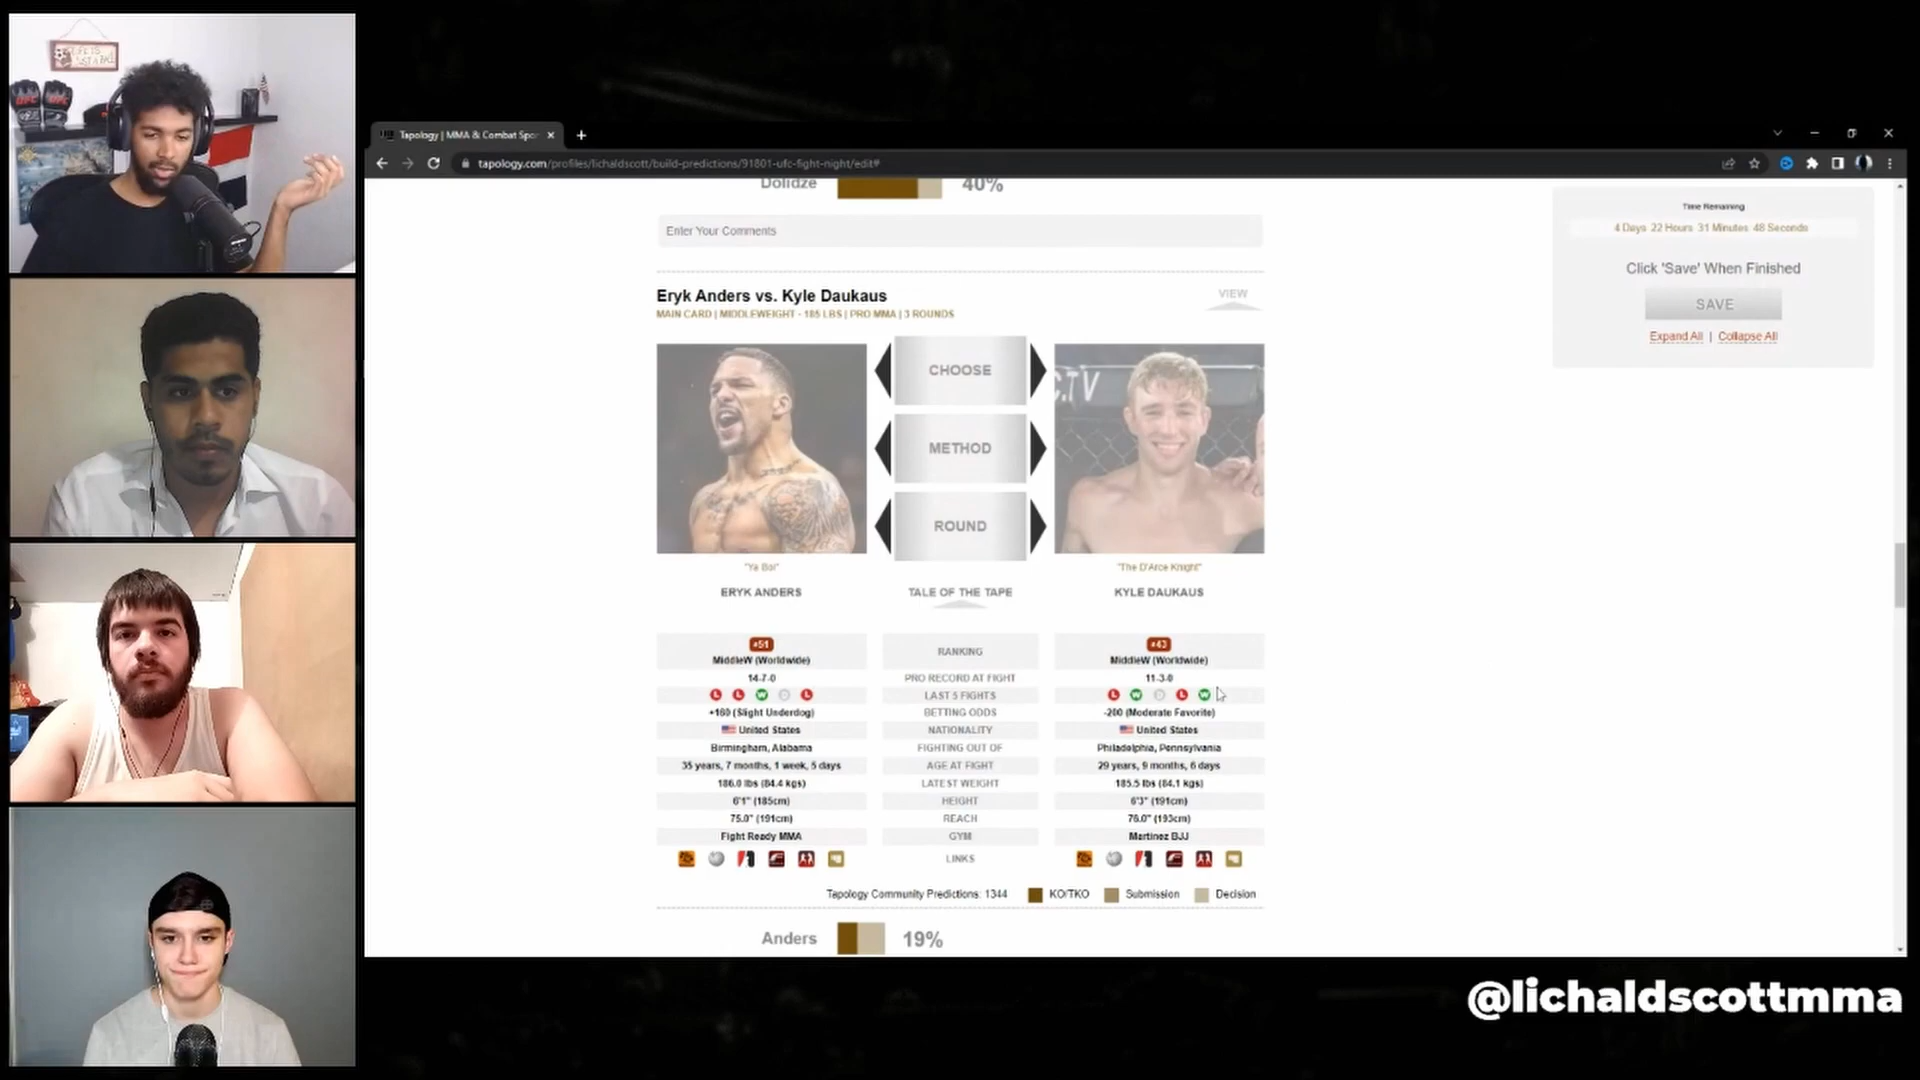 UFC UFC
Tapology | MMA & Combat Spo
tapology.com/profiles/lichaldscott/build-predictions/91801-ufc-fight-night/edit#
Dolidze 40%
Enter Your Comments
Time Remaining
4 Days 22 Hours 31 Minutes 48 Seconds
Click 'Save' When Finished
SAVE
Expand All | Collapse All
Eryk Anders vs. Kyle Daukaus
VIEW
MAIN CARD | MIDDLEWEIGHT - 185 LBS | PRO MMA | 3 ROUNDS
CHOOSE
METHOD
ROUND
"Ya Boi" "The D'Arce Knight"
ERYK ANDERS TALE OF THE TAPE KYLE DAUKAUS
#51 #43
MiddleW (Worldwide) RANKING MiddleW (Worldwide)
14-7-0 PRO RECORD AT FIGHT 11-3-0
L L W D L LAST 5 FIGHTS L W D L W
+160 (Slight Underdog) BETTING ODDS -200 (Moderate Favorite)
United States NATIONALITY United States
Birmingham, Alabama FIGHTING OUT OF Philadelphia, Pennsylvania
35 years, 7 months, 1 week, 5 days AGE AT FIGHT 29 years, 9 months, 6 days
186.0 lbs (84.4 kgs) LATEST WEIGHT 185.5 lbs (84.1 kgs)
6'1" (185cm) HEIGHT 6'3" (191cm)
75.0" (191cm) REACH 76.0" (193cm)
Fight Ready MMA GYM Martinez BJJ
LINKS
Tapology Community Predictions: 1344 KO/TKO Submission Decision
Anders 19%
@lichaldscottmma